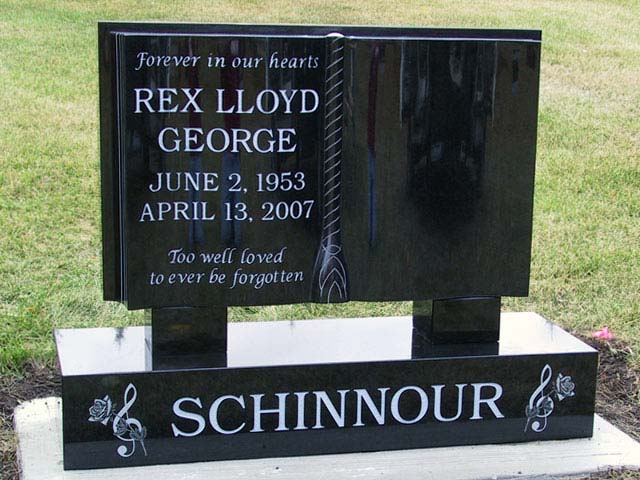 Forever in our hearts
REX LLOYD
GEORGE
JUNE 2, 1953
APRIL 13, 2007
Too well loved
to ever be forgotten
SCHINNOUR